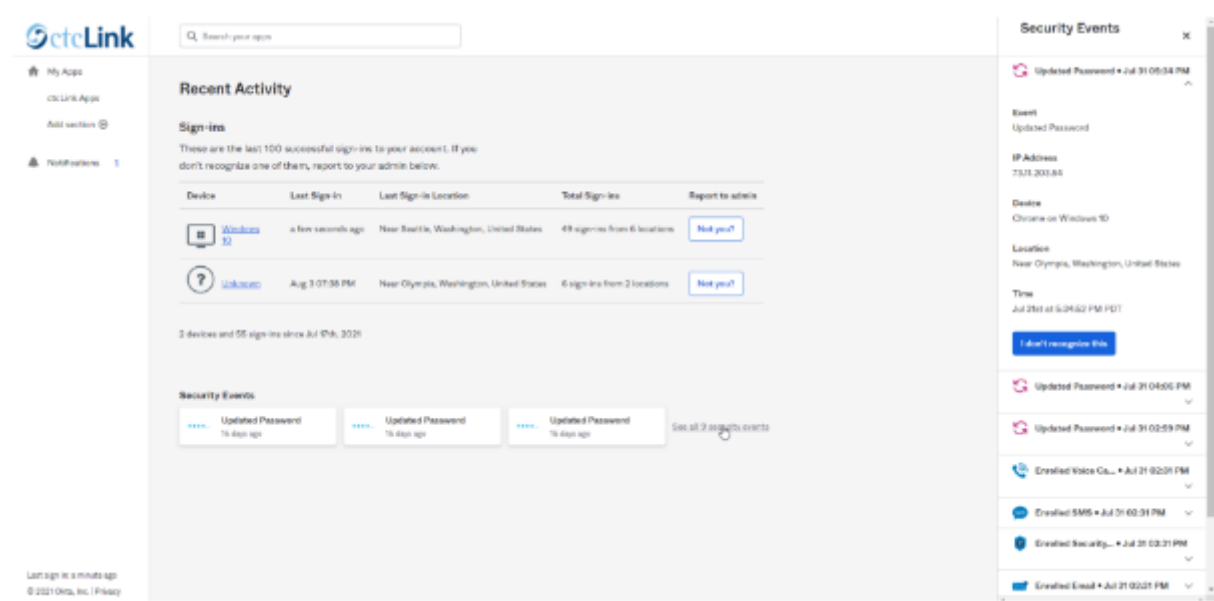 ctcLink
Search your apps
My Apps
ctcLink Apps
Add section
Notifications 1
Recent Activity
Sign-ins
These are the last 100 successful sign-ins to your account. If you
don't recognize one of them, report to your admin below.
Device Last Sign-in Last Sign-in Location Total Sign-ins Report to admin
Windows 10 a few seconds ago Near Seattle, Washington, United States 49 sign-ins from 6 locations Not you?
Unknown Aug 3 07:38 PM Near Olympia, Washington, United States 6 sign-ins from 2 locations Not you?
2 devices and 55 sign-ins since Jul 17th, 2021
Security Events
Updated Password Updated Password Updated Password See all 9 security events
days ago days ago days ago
Last sign in: a minute ago
© 2021 Okta, Inc. | Privacy
Security Events
Updated Password • Jul 31 05:34 PM
Event
Updated Password
IP Address
Device
Chrome on Windows 10
Location
Near Olympia, Washington, United States
Time
Jul 31st at 5:34:52 PM PDT
I don't recognize this
Updated Password • Jul 31 04:05 PM
Updated Password • Jul 31 02:59 PM
Enrolled Voice Ca... • Jul 31 02:31 PM
Enrolled SMS • Jul 31 02:31 PM
Enrolled Security... • Jul 31 02:31 PM
Enrolled Email • Jul 31 02:31 PM